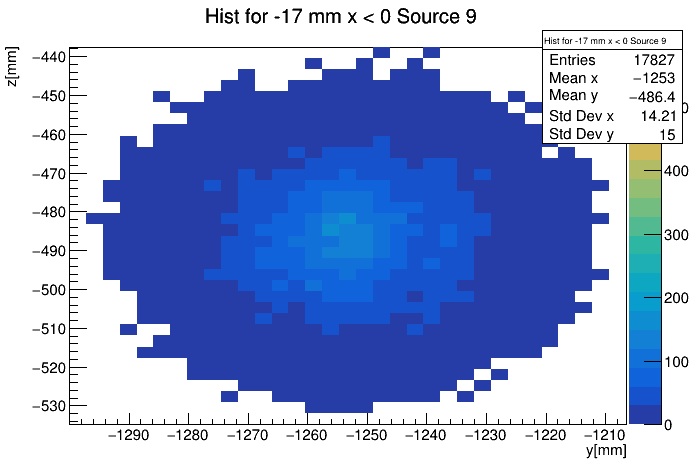 Hist for -17 mm x < 0 Source 9
z[mm]
Hist for -17 mm x < 0 Source 9
Entries 17827
Mean x −1253
Mean y −486.4
Std Dev x 14.21
Std Dev y 15
−440
−450
−460
−470
−480
−490
−500
−510
−520
−530
0
400
300
200
100
0
−1290 −1280 −1270 −1260 −1250 −1240 −1230 −1220 −1210
y[mm]